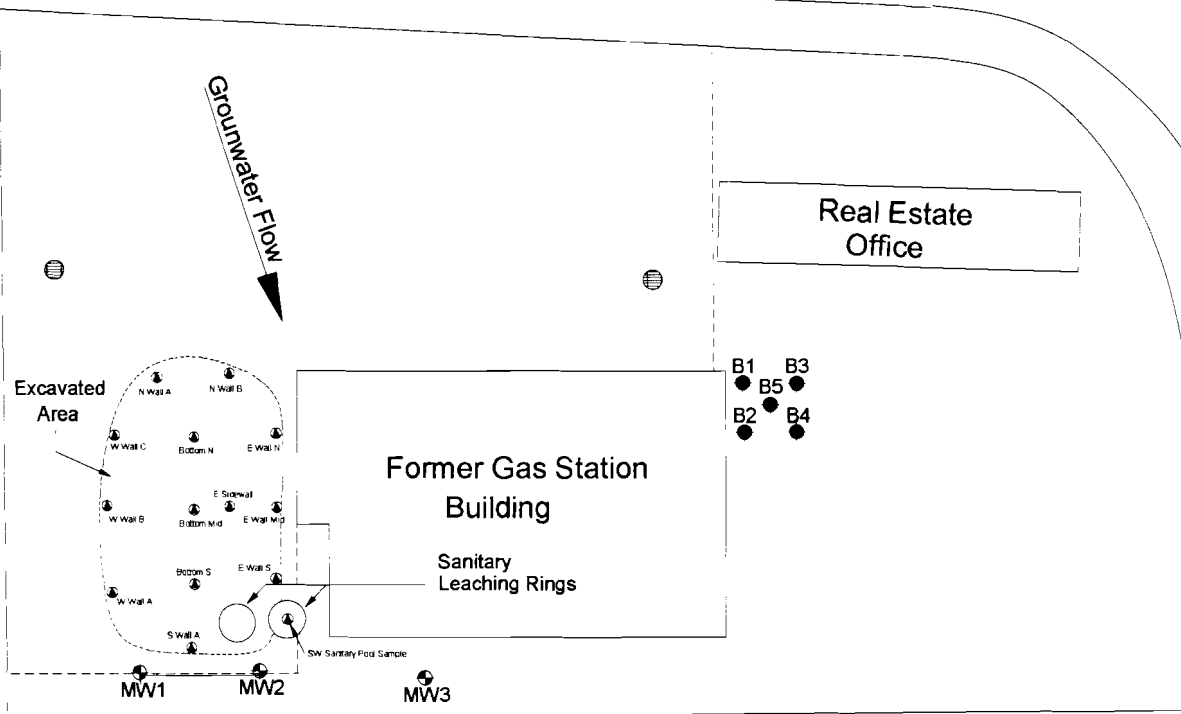 Grounwater Flow
Real Estate
Office
B1
B3
B5
B2
B4
Excavated
Area
N Wall A
N Wall B
W Wall C
Bottom N
E Wall N
E Sidewall
W Wall B
Bottom Mid
E Wall Mid
Bottom S
E Wall S
W Wall A
S Wall A
Former Gas Station
Building
Sanitary
Leaching Rings
SW Sanitary Pool Sample
MW1
MW2
MW3